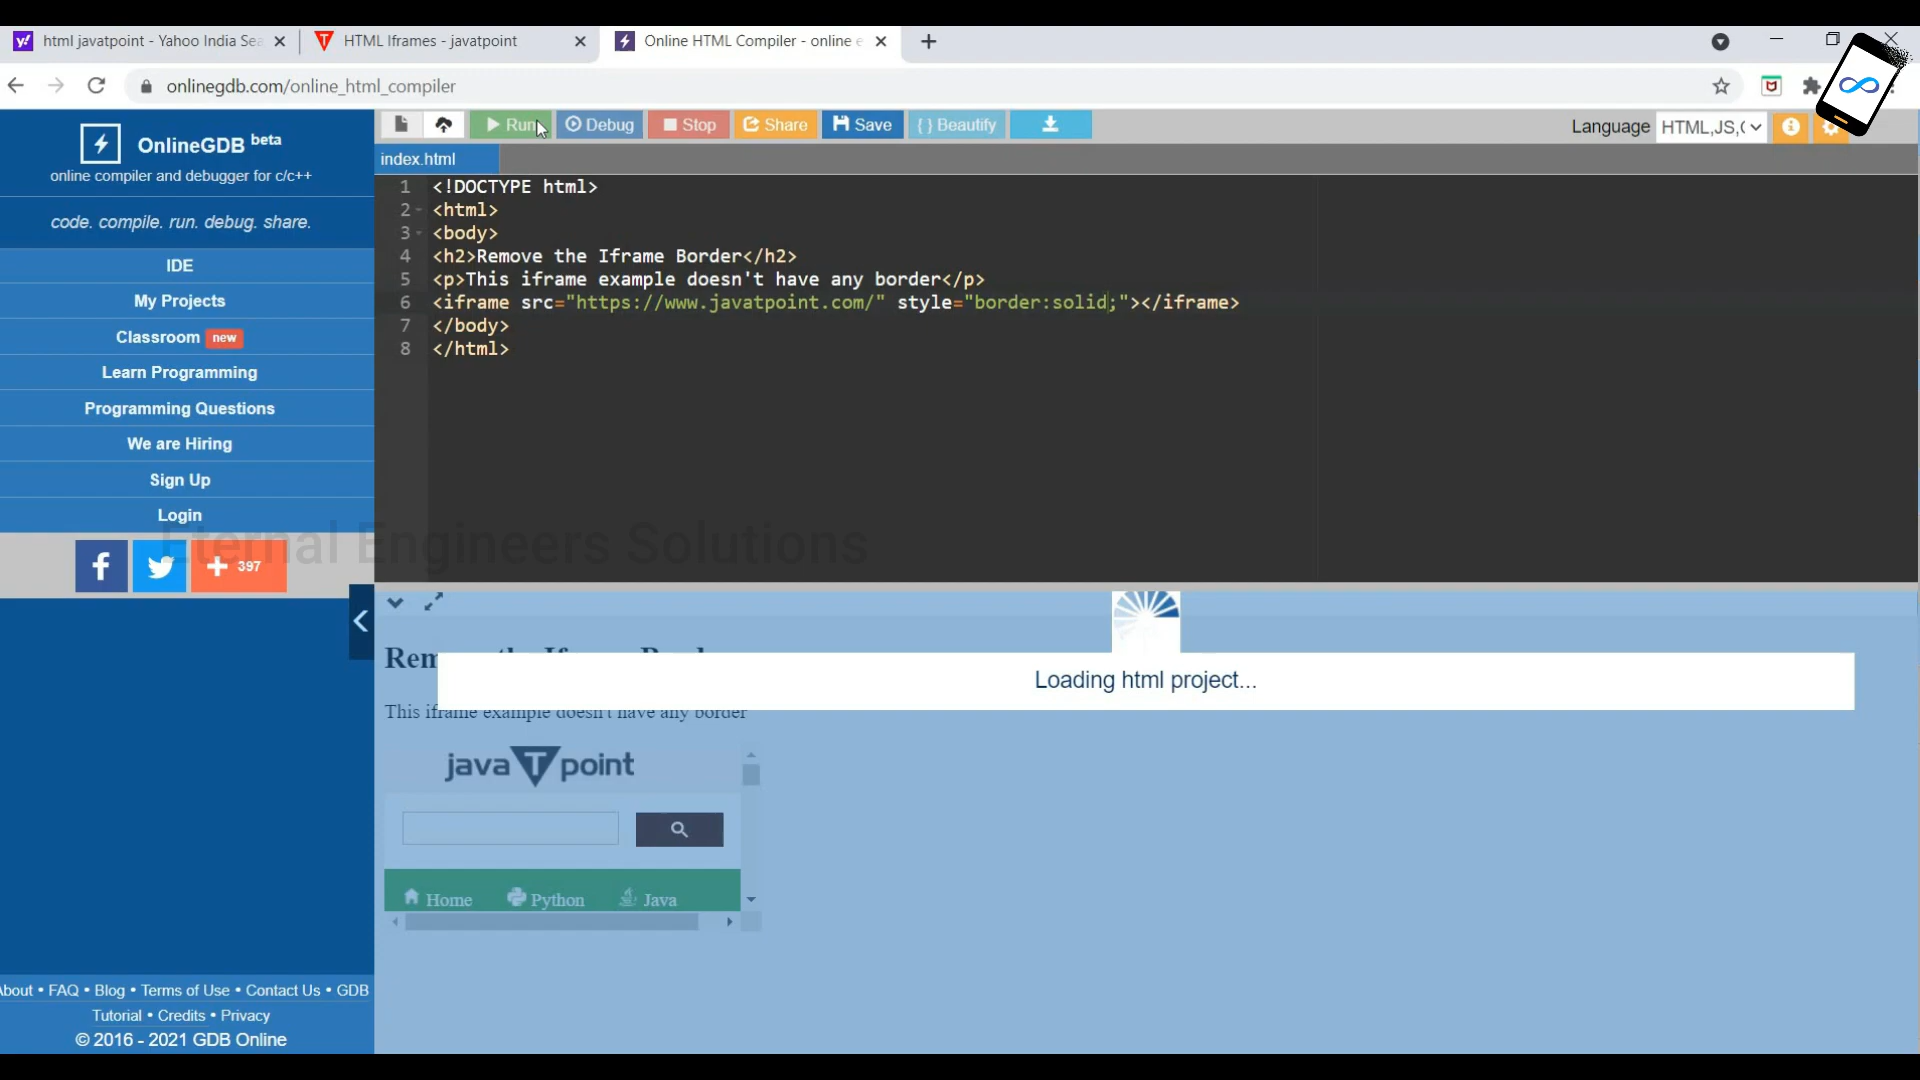 html javatpoint - Yahoo India Sea
HTML Iframes - javatpoint
Online HTML Compiler - online e
onlinegdb.com/online_html_compiler
OnlineGDB beta
online compiler and debugger for c/c++
code. compile. run. debug. share.
IDE
My Projects
Classroom new
Learn Programming
Programming Questions
We are Hiring
Sign Up
Login
397
About • FAQ • Blog • Terms of Use • Contact Us • GDB
Tutorial • Credits • Privacy
© 2016 - 2021 GDB Online
Run Debug Stop Share Save { } Beautify
Language HTML,JS,(
index.html
1 <!DOCTYPE html>
2 <html>
3 <body>
4 <h2>Remove the Iframe Border</h2>
5 <p>This iframe example doesn't have any border</p>
6 <iframe src="https://www.javatpoint.com/" style="border:solid;"></iframe>
7 </body>
8 </html>
Eternal Engineers Solutions
Loading html project...
Remove the Iframe Border
This iframe example doesn't have any border
java T point
Home Python Java